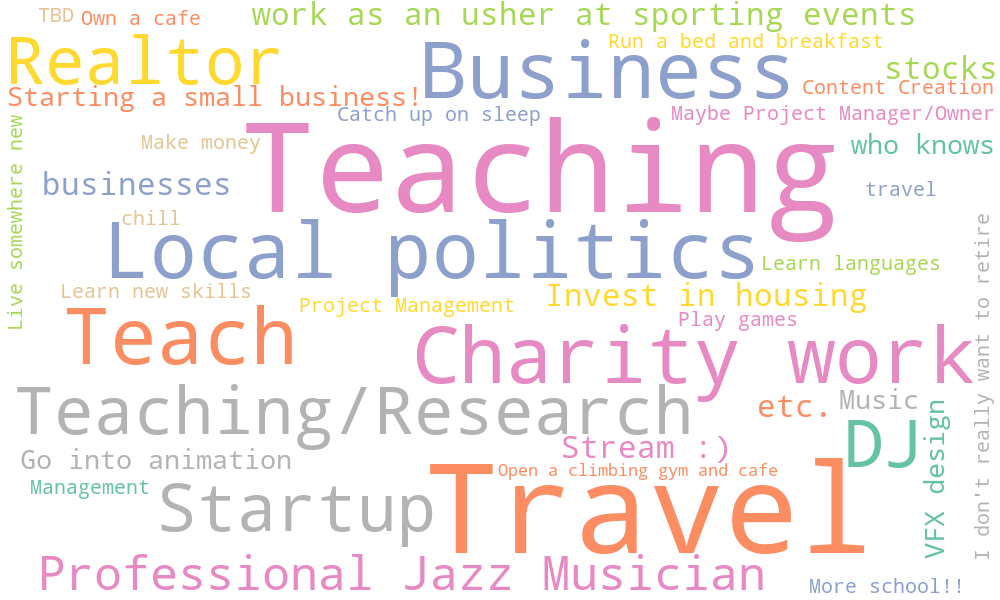 TBD
Own a cafe
work as an usher at sporting events
Realtor
Business
Run a bed and breakfast
stocks
Content Creation
Starting a small business!
Catch up on sleep
Maybe Project Manager/Owner
Live somewhere new
Make money
Teaching
who knows
businesses
travel
chill
Local politics
Learn languages
I don't really want to retire
Learn new skills
Project Management
Invest in housing
Teach
Play games
Charity work
Teaching/Research
etc.
Music
Stream :)
DJ
VFX design
Go into animation
Open a climbing gym and cafe
Management
Startup
Travel
Professional Jazz Musician
More school!!